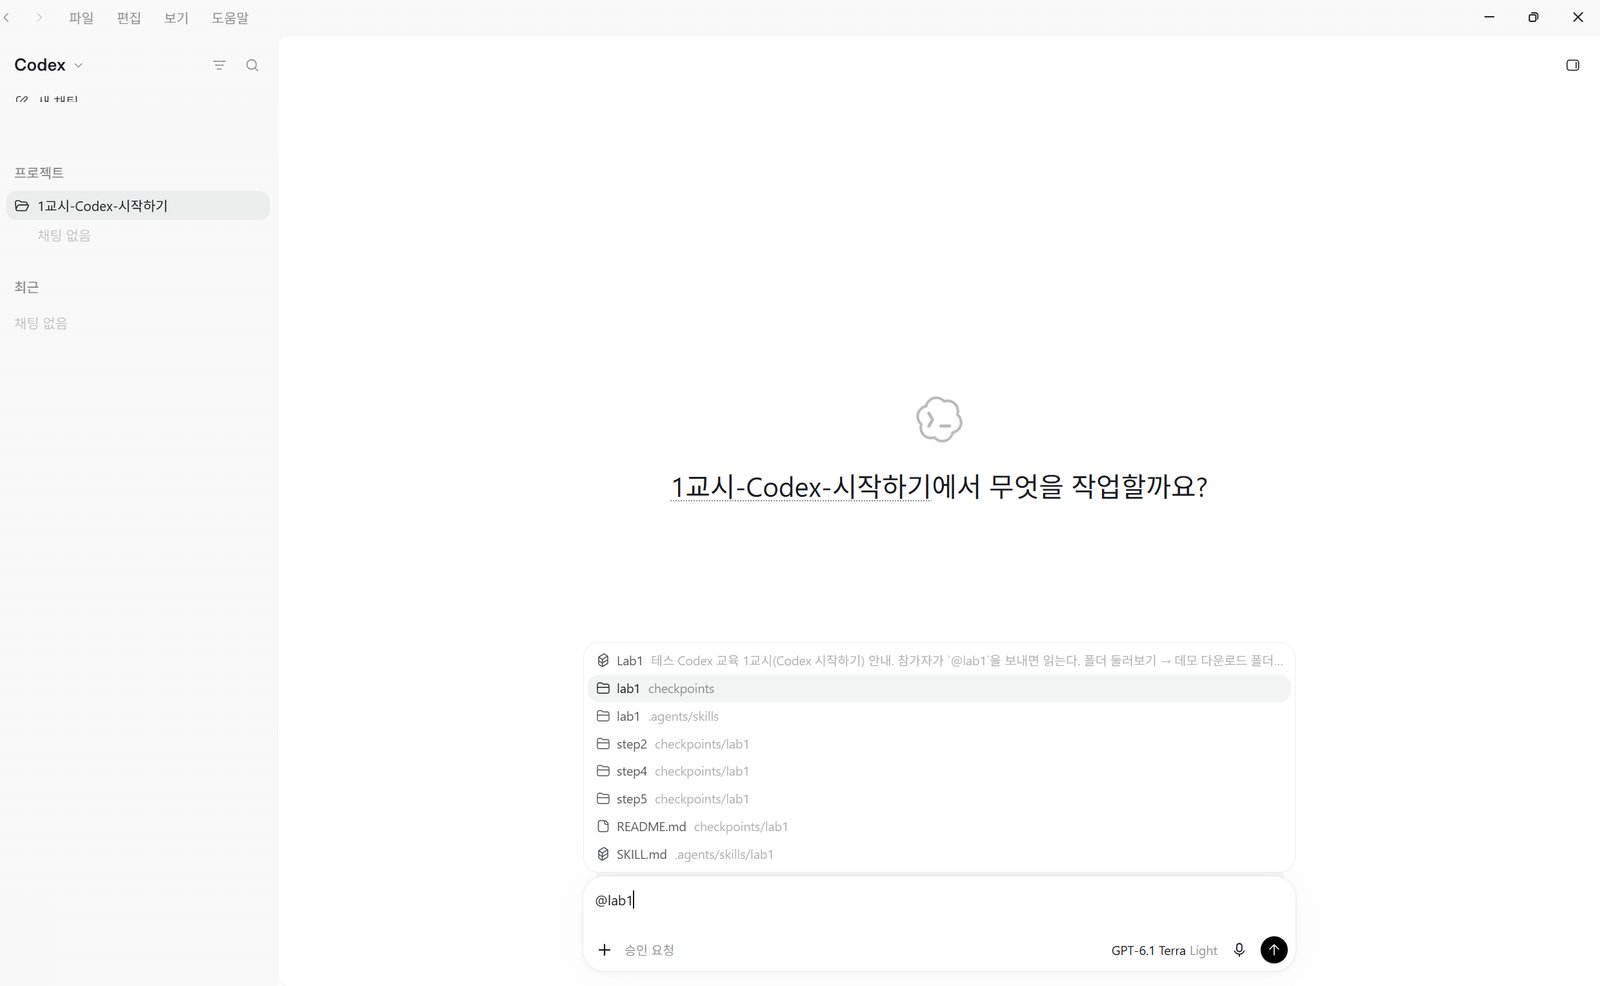 파일 편집 보기 도움말
Codex
새 채팅
프로젝트
1교시-Codex-시작하기
채팅 없음
최근
채팅 없음
1교시-Codex-시작하기에서 무엇을 작업할까요?
Lab1 테스 Codex 교육 1교시(Codex 시작하기) 안내. 참가자가 `@lab1`을 보내면 읽는다. 폴더 둘러보기 → 데모 다운로드 폴더...
lab1 checkpoints
lab1 .agents/skills
step2 checkpoints/lab1
step4 checkpoints/lab1
step5 checkpoints/lab1
README.md checkpoints/lab1
SKILL.md .agents/skills/lab1
@lab1
승인 요청
GPT-6.1 Terra Light